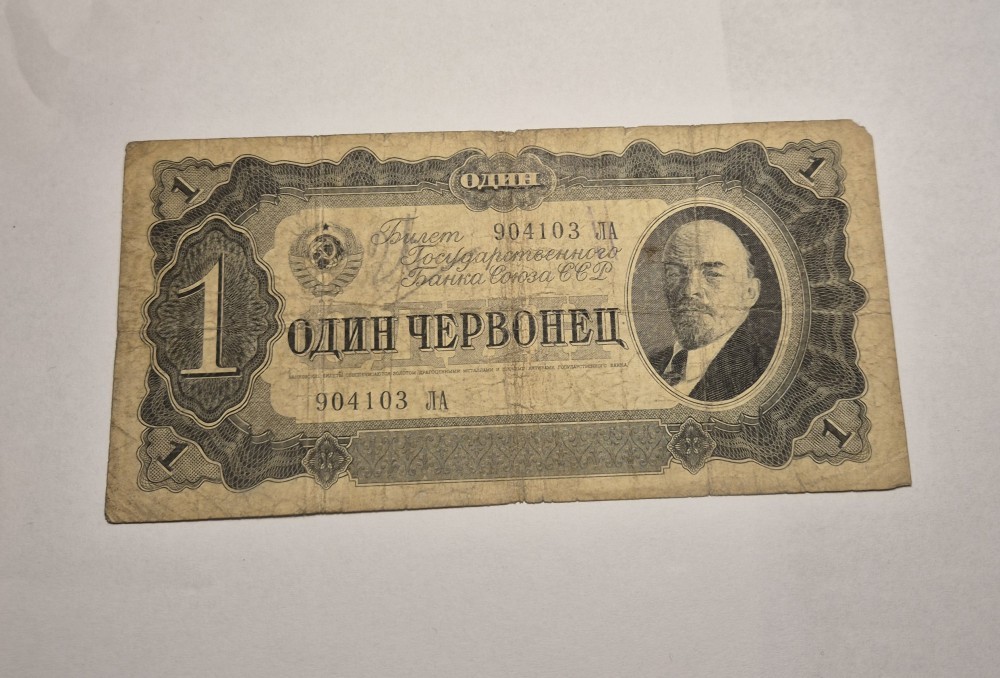 1
ОДИН
1
Билет 904103 ЛА
Государственного
Банка Союза ССР
1
ОДИН ЧЕРВОНЕЦ
904103 ЛА
1
1